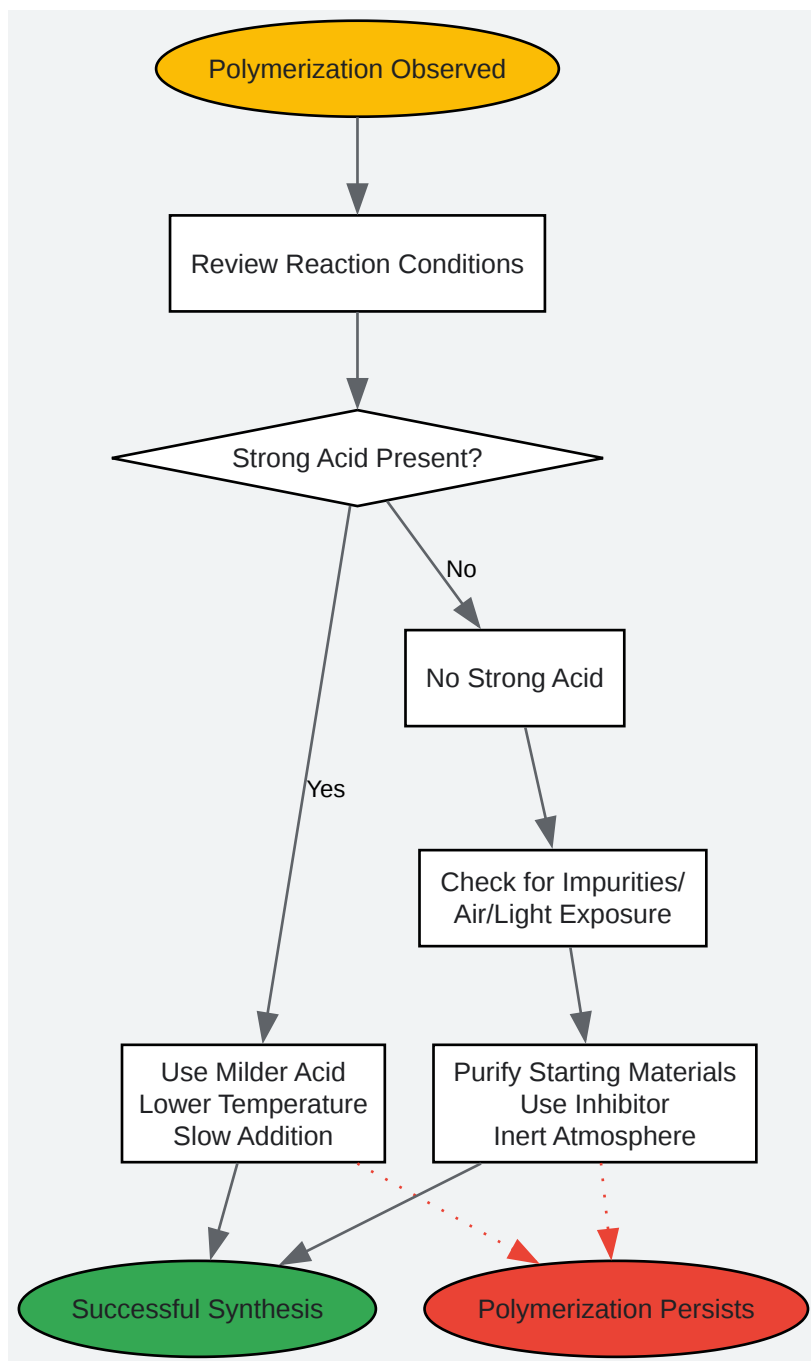 Polymerization Observed
Review Reaction Conditions
Strong Acid Present?
No
No Strong Acid
Yes
Check for Impurities/
Air/Light Exposure
Use Milder Acid
Lower Temperature
Slow Addition
Purify Starting Materials
Use Inhibitor
Inert Atmosphere
Successful Synthesis
Polymerization Persists